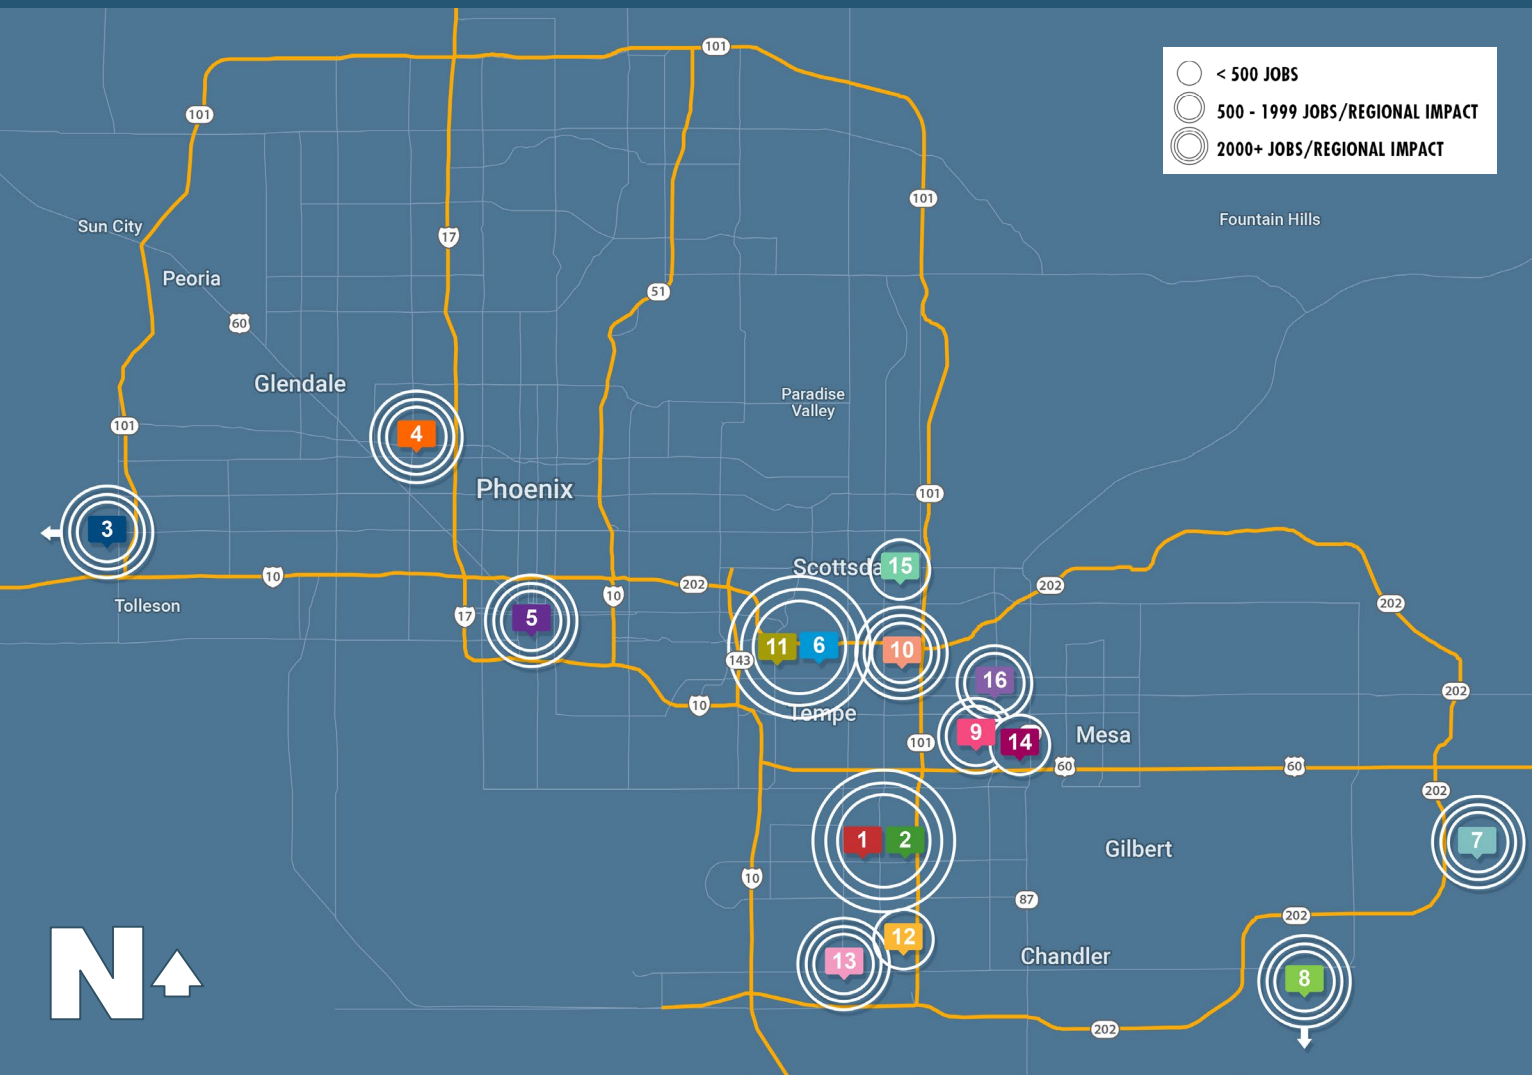 101
< 500 JOBS
101
500 - 1999 JOBS/REGIONAL IMPACT
2000+ JOBS/REGIONAL IMPACT
101
Sun City
Fountain Hills
17
Peoria
51
60
Glendale
Paradise
Valley
101
4
Phoenix
101
3
15
Scottsda
10
202
202
10
Tolleson
202
17
5
11
6
10
143
16
202
10
Tempe
9
14
Mesa
101
60
60
202
1
2
7
Gilbert
10
87
202
12
13
Chandler
8
N
202